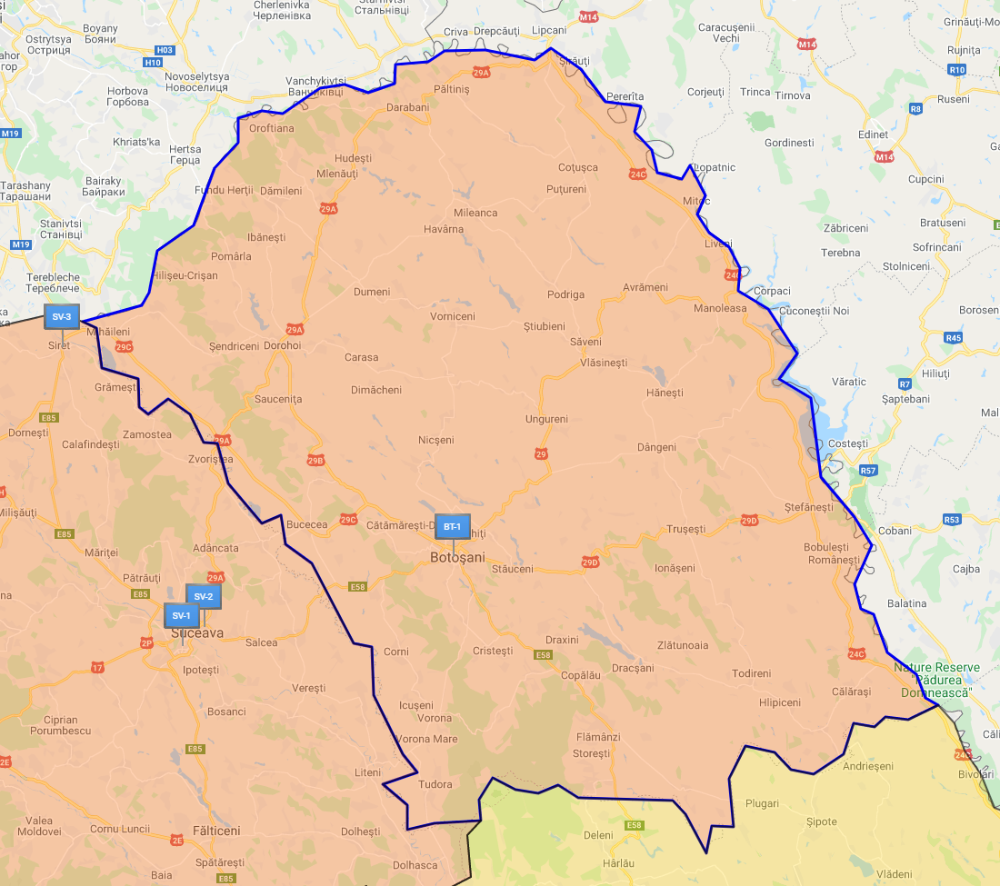 Cherlenivka
Черленівка
Starhnivtsi
Стальнівці
M14
Boyany
Бояни
Ostrytsya
Остриця
H03
H10
Criva
Drepcăuți
Lipcani
Caracușenii
Vechi
M14
Grinăuți-Mo
Rujnița
R10
Novoselytsya
Новоселиця
Vanchykivtsi
Ванчиківці
Horbova
Горбова
29A
Păltiniș
Șirăuți
Pererîta
Corjeuți
Trinca
Tirnova
Ruseni
R8
Darabani
M19
Oroftiana
Khriats'ka
Hertsa
Герца
Edinet
M14
Gordinesti
Hudești
Mlenăuți
Coțușca
24C
Lopatnic
Cupcini
Tarashany
Тарашани
Bairaky
Байраки
Fundu Herții
Dămileni
Puțureni
Mitoc
29A
Mileanca
Stanivtsi
Станівці
Havârna
Zăbriceni
Bratuseni
M19
Ibănești
Liveni
Terebna
Sofrincani
Stolniceni
Pomârla
Terebleche
Тереблече
Hilișeu-Crișan
Dumeni
Podriga
Avrămeni
Corpaci
Manoleasa
Cuconeștii Noi
Borosen
SV-3
Vorniceni
Știubieni
Mihăileni
29A
Siret
29C
Șendriceni
Dorohoi
Săveni
R45
Carasa
Vlăsinești
Hiliuți
Grămești
Dimăcheni
Hănești
Văratic
R7
Șaptebani
Saucenița
E85
Ungureni
Mal
Dornești
Zamostea
Calafindești
29A
Nicșeni
Dângeni
Costești
Zvoriștea
29B
29
R57
Milișăuți
Ștefănești
E85
Bucecea
29C
Cătămărești-D
BT-1
hiți
Trușești
29D
Cobani
R53
Măriței
Adâncata
Botoșani
Stăuceni
29D
Ionășeni
Bobulești
Românești
Cajba
Pătrăuți
29A
E58
E85
SV-2
SV-1
Balatina
Suceava
2P
Salcea
Corni
Cristești
Draxini
E58
Zlătunoaia
24C
17
Ipotești
Dracșani
Copălău
Todireni
Nature Reserve
"Pădurea
Domnească"
Verești
Călărași
Bosanci
Icușeni
Vorona
Hlipiceni
Ciprian
Porumbescu
Vorona Mare
Flămânzi
Storești
E85
2E
Liteni
Tudora
Andrieșeni
Bivolari
Plugari
Valea
Moldovei
Cornu Luncii
Fălticeni
Dolhești
E58
Deleni
Șipote
2E
Spătărești
Dolhasca
Hârlău
Baia
E85
Vlădeni